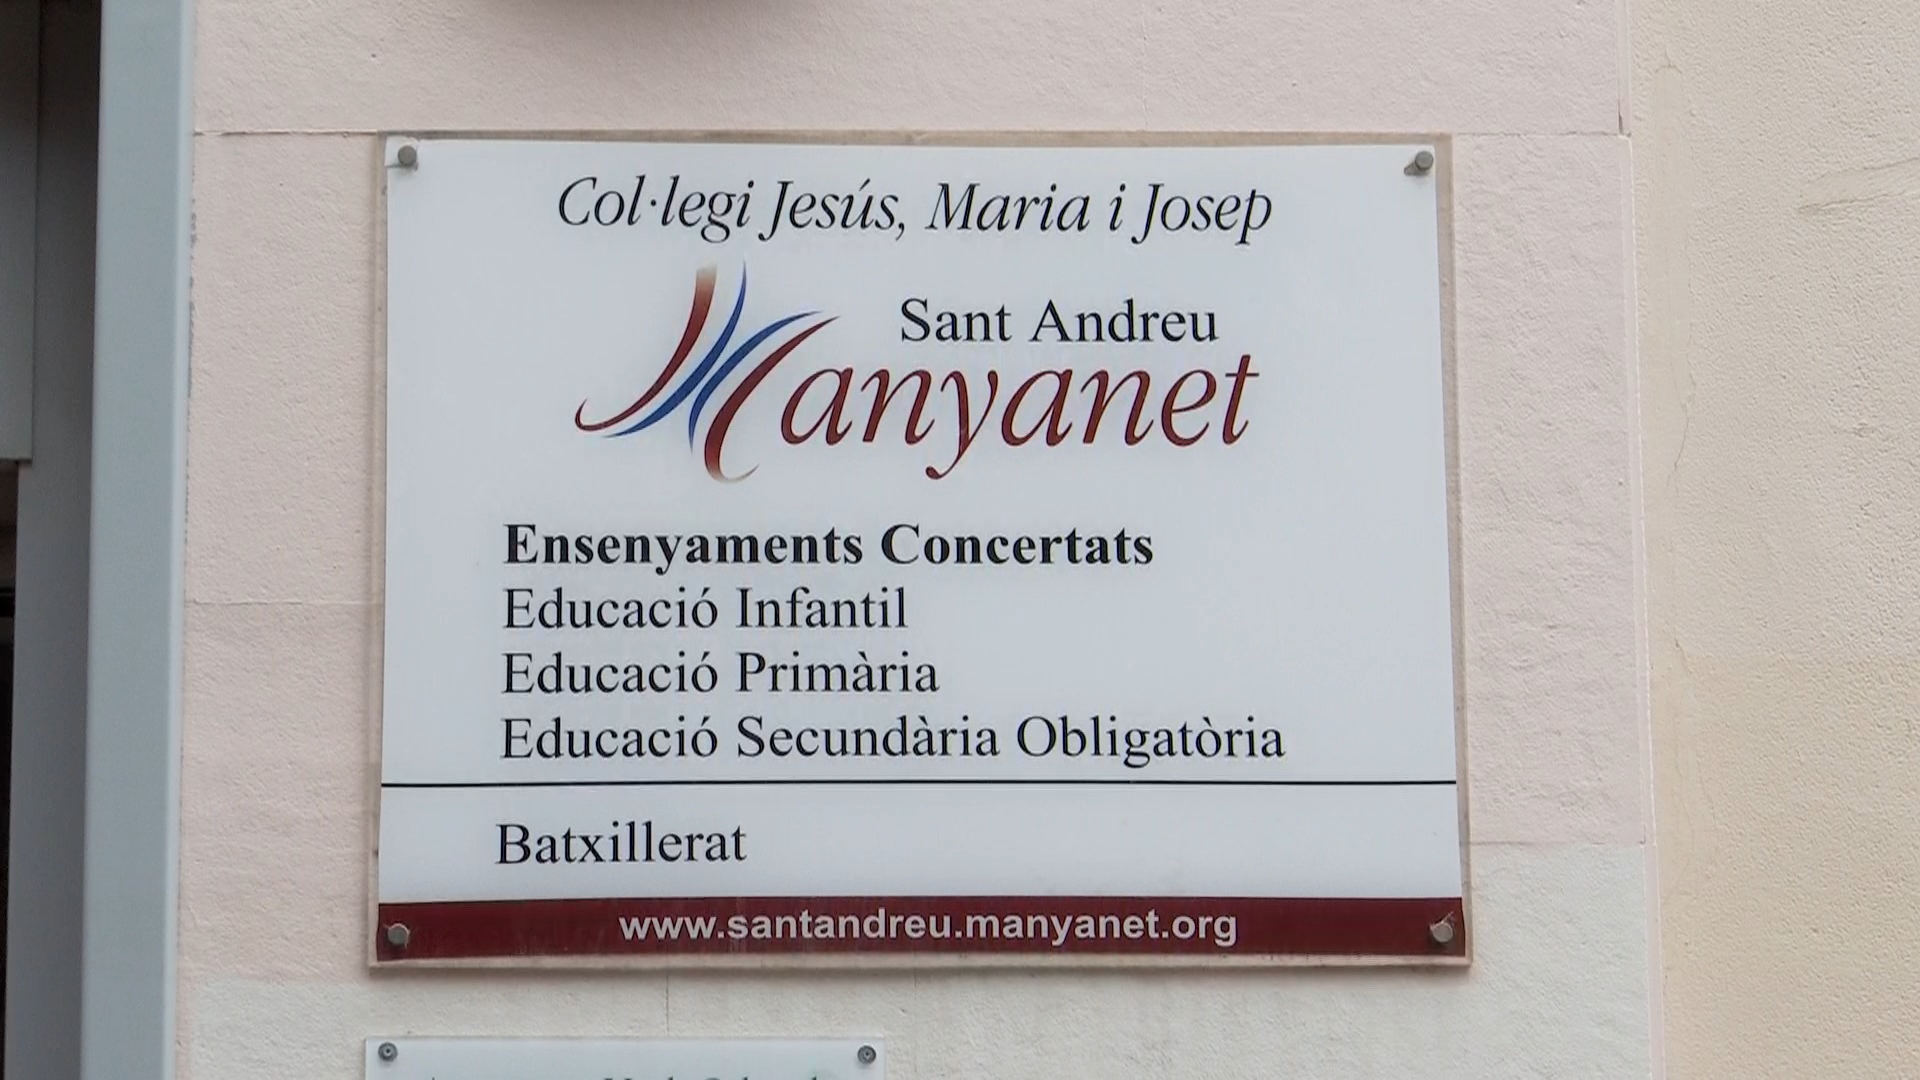 Col·legi Jesús, Maria i Josep
Sant Andreu
Manyanet
Ensenyaments Concertats
Educació Infantil
Educació Primària
Educació Secundària Obligatòria
Batxillerat
www.santandreu.manyanet.org